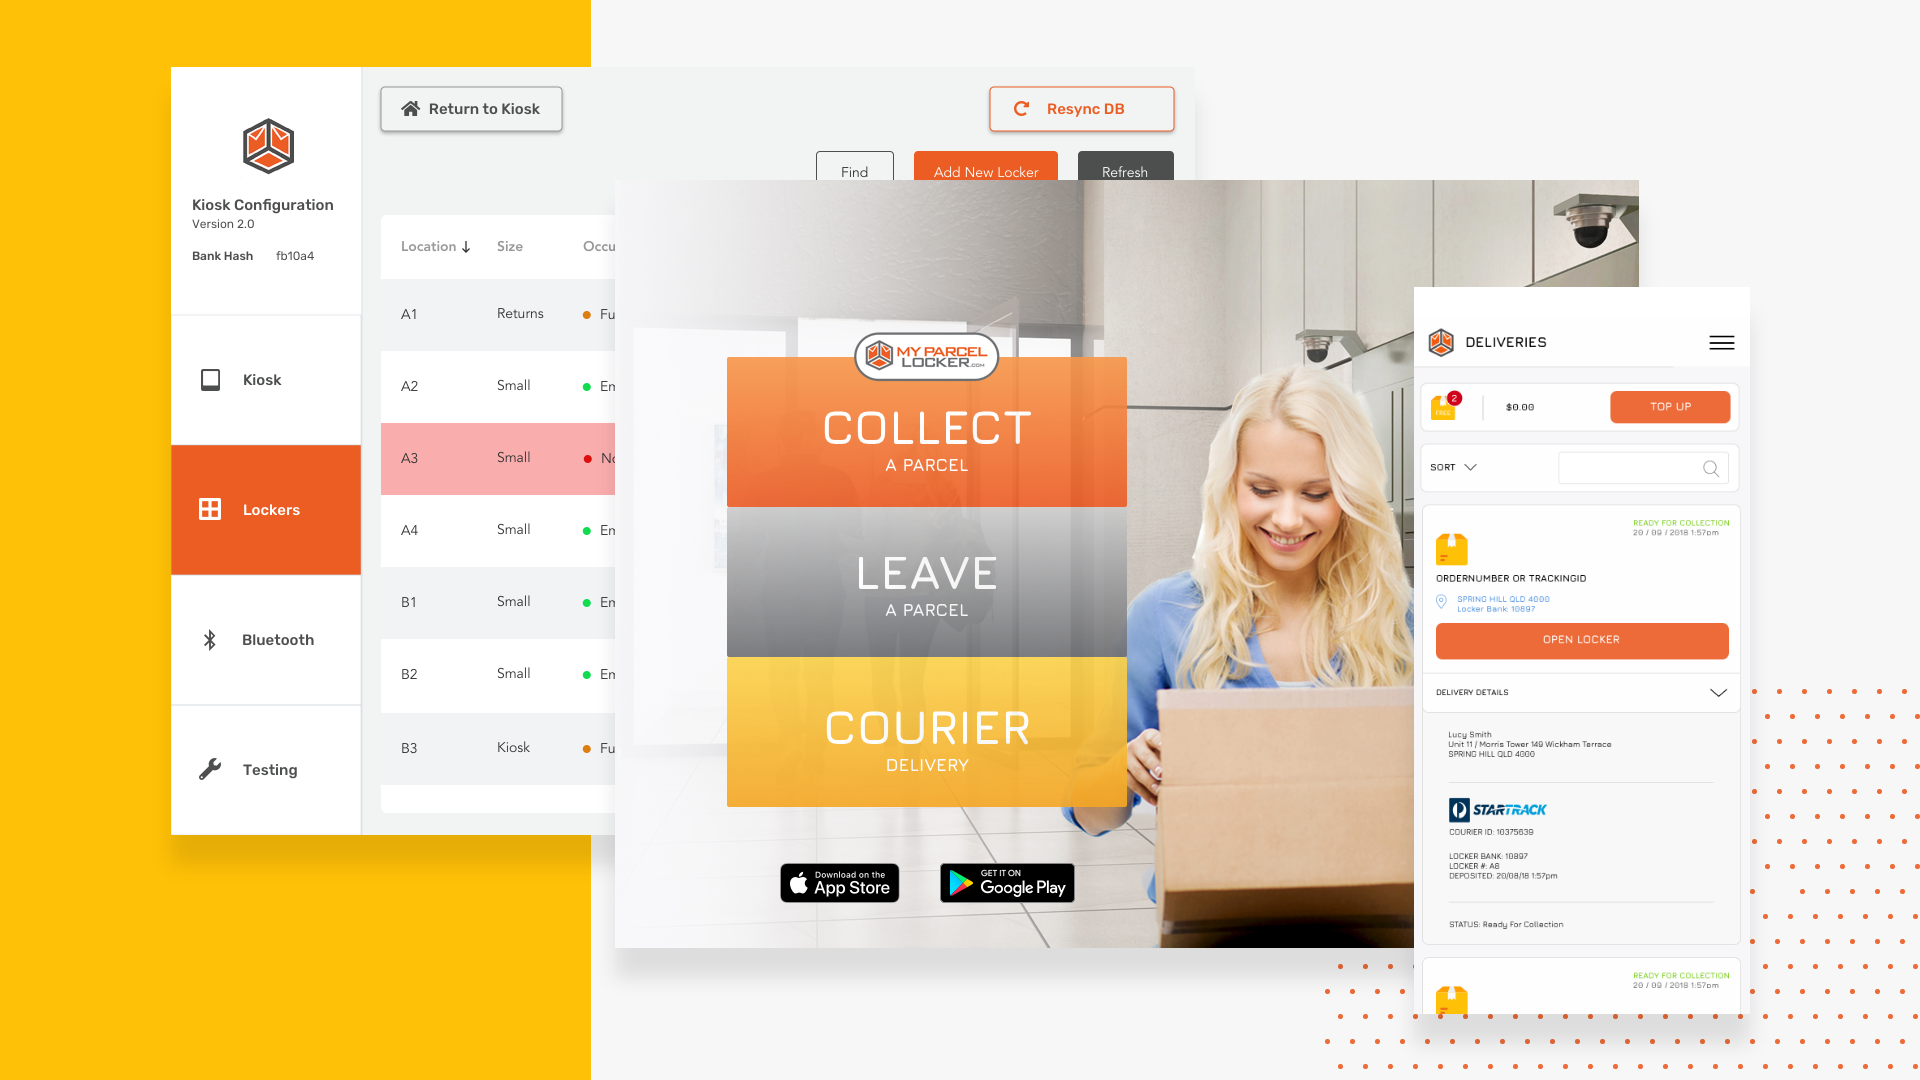 Return to Kiosk
Resync DB
Find
Add New Locker
Refresh
Kiosk Configuration
Version 2.0
Bank Hash fb10a4
Kiosk
Lockers
Bluetooth
Testing
Location Size Occu
A1 Returns Fu
A2 Small Em
A3 Small No
A4 Small Em
B1 Small Em
B2 Small Em
B3 Kiosk Fu
MY PARCEL
LOCKER.COM
COLLECT
A PARCEL
LEAVE
A PARCEL
COURIER
DELIVERY
Download on the
App Store
GET IT ON
Google Play
DELIVERIES
2
FREE
$0.00
TOP UP
SORT
READY FOR COLLECTION
20 / 09 / 2018 1:57pm
ORDERNUMBER OR TRACKINGID
SPRING HILL QLD 4000
Locker Bank: 10897
OPEN LOCKER
DELIVERY DETAILS
Lucy Smith
Unit 11 / Morris Tower 149 Wickham Terrace
SPRING HILL QLD 4000
STARTRACK
COURIER ID: 10375639
LOCKER BANK: 10897
LOCKER #: A6
DEPOSITED: 20/08/18 1:57pm
STATUS: Ready For Collection
READY FOR COLLECTION
20 / 09 / 2018 1:57pm